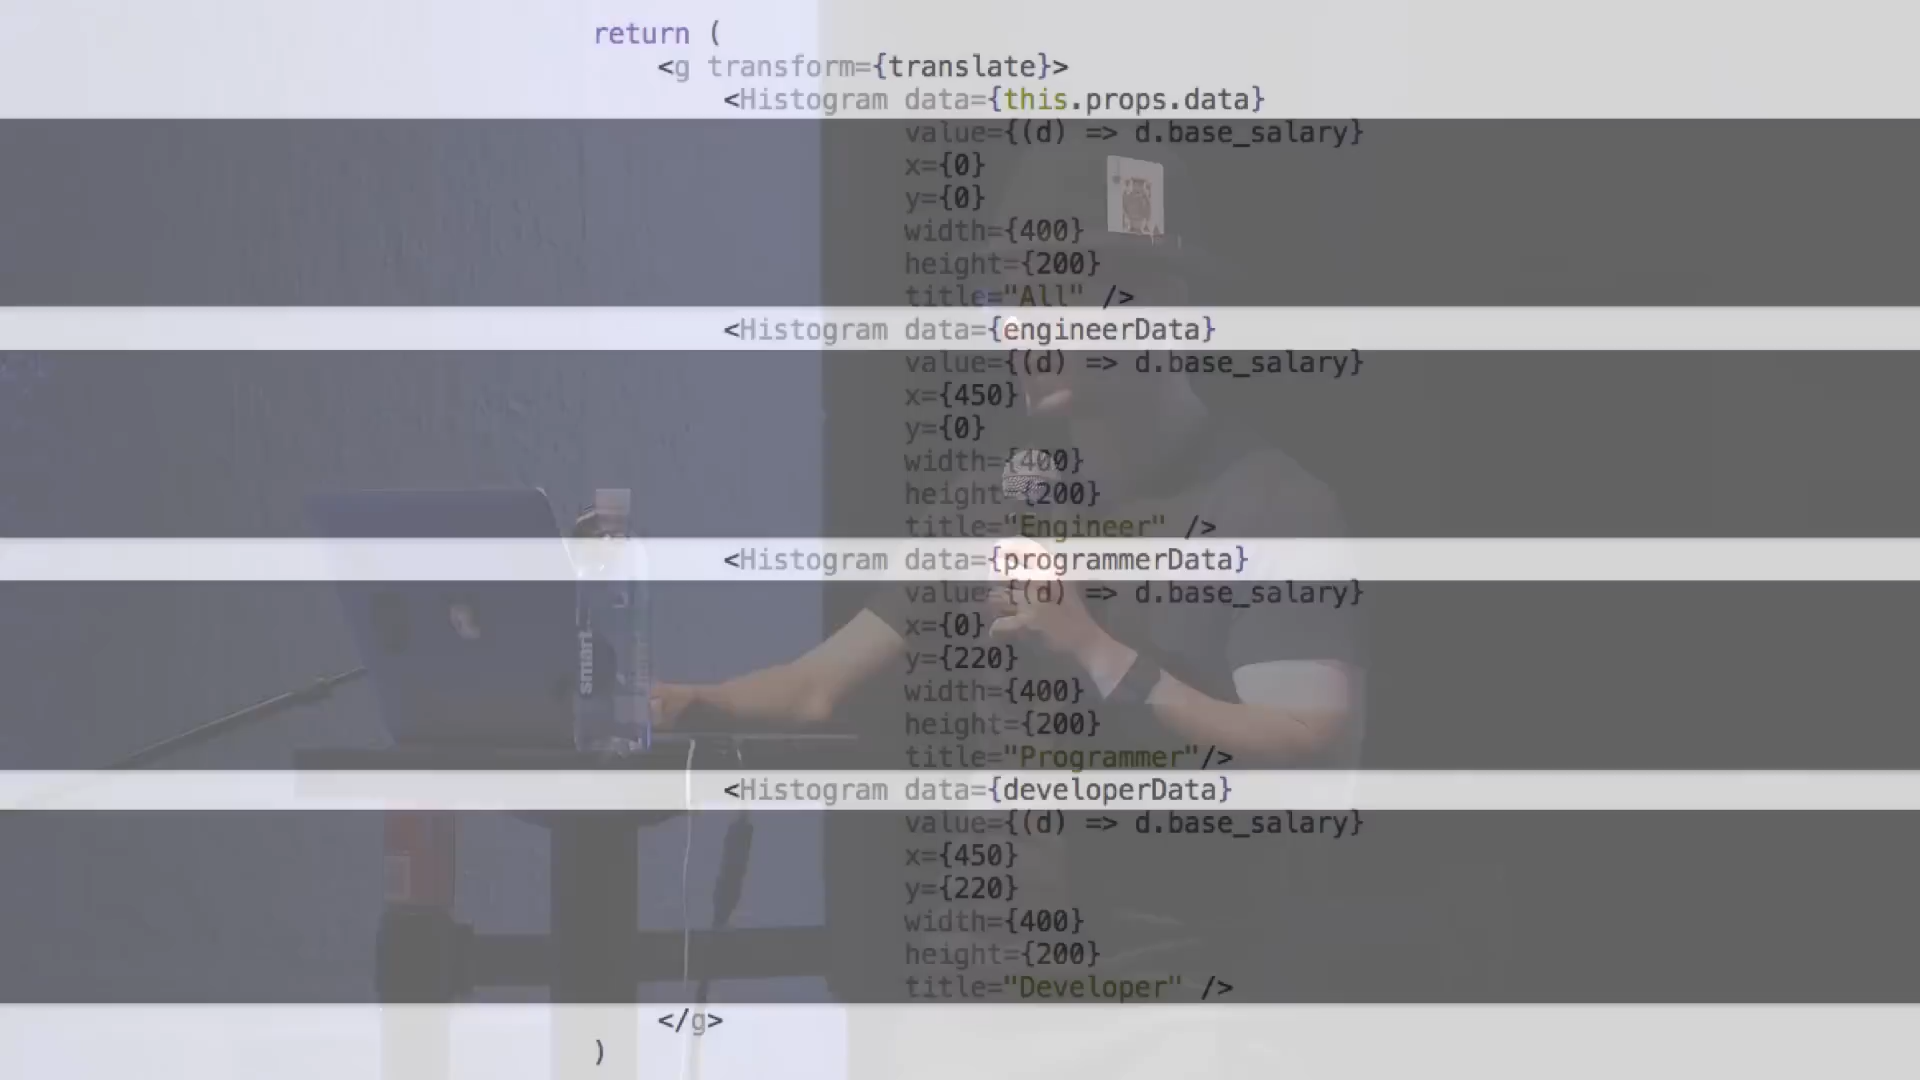 return (
<g transform={translate}>
<Histogram data={this.props.data}
value={(d) => d.base_salary}
x={0}
y={0}
width={400}
height={200}
title="All" />
<Histogram data={engineerData}
value={(d) => d.base_salary}
x={450}
y={0}
width={400}
height={200}
title="Engineer" />
<Histogram data={programmerData}
value={(d) => d.base_salary}
x={0}
y={220}
width={400}
height={200}
title="Programmer"/>
<Histogram data={developerData}
value={(d) => d.base_salary}
x={450}
y={220}
width={400}
height={200}
title="Developer" />
</g>
)
smart